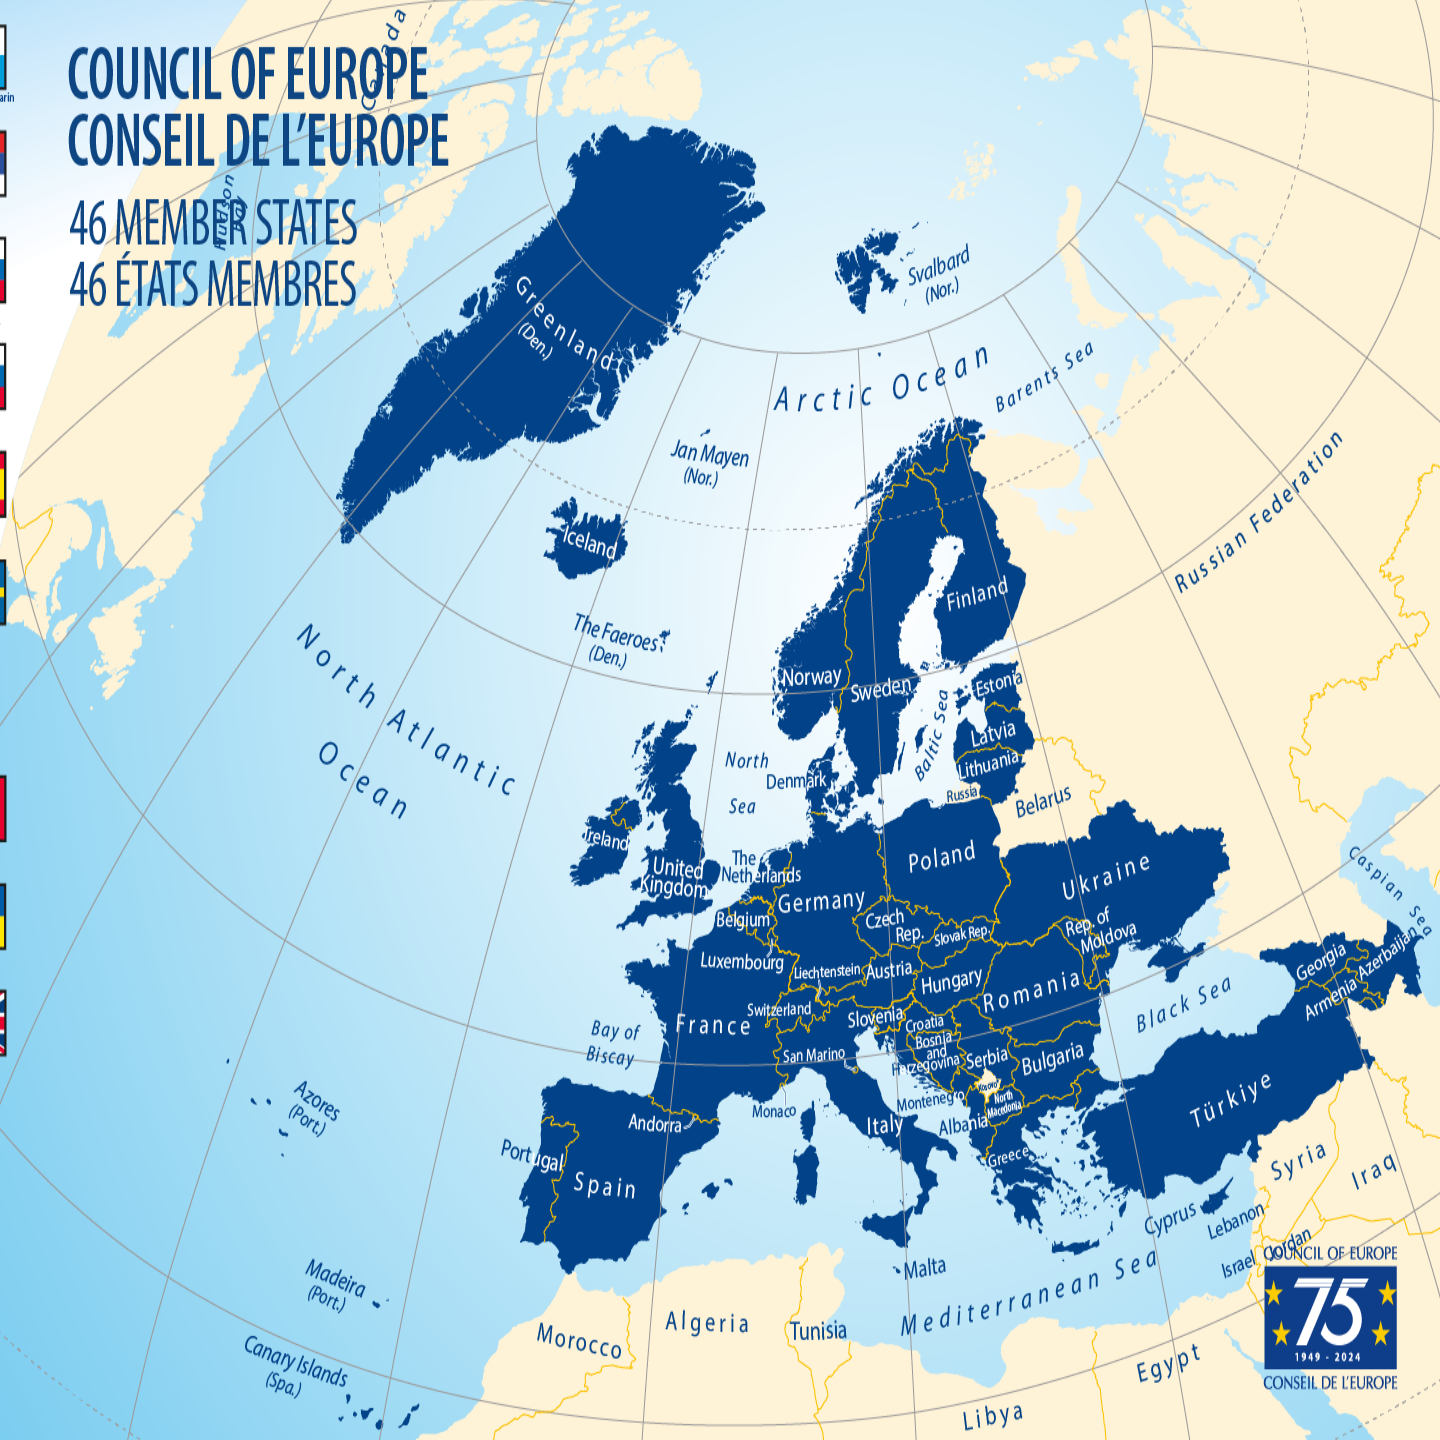 COUNCIL OF EUROPE
CONSEIL DE L'EUROPE
46 MEMBER STATES
46 ÉTATS MEMBRES
arin
Canada
Hudson
Bay
Greenland
(Den.)
Svalbard
(Nor.)
Arctic Ocean
Barents Sea
Jan Mayen
(Nor.)
Russian Federation
Iceland
The Faeroes
(Den.)
Finland
Norway
Sweden
Estonia
Baltic Sea
Latvia
Lithuania
Russia
Belarus
North Atlantic
Ocean
North
Sea
Denmark
Ireland
United
Kingdom
The
Netherlands
Belgium
Germany
Poland
Ukraine
Czech
Rep.
Slovak Rep.
Rep. of
Moldova
Luxembourg
Liechtenstein
Austria
Hungary
Romania
Caspian Sea
Georgia
Azerbaijan
Armenia
Black Sea
Bay of
Biscay
France
Switzerland
Slovenia
Croatia
Bosnia
and
Herzegovina
San Marino
Serbia
Bulgaria
Kosovo*
Montenegro
North
Macedonia
Monaco
Andorra
Italy
Albania
Greece
Türkiye
Azores
(Port.)
Portugal
Spain
Syria
Iraq
Cyprus
Lebanon
Israel
Jordan
Malta
Mediterranean Sea
Madeira
(Port.)
Canary Islands
(Spa.)
Morocco
Algeria
Tunisia
Libya
Egypt
COUNCIL OF EUROPE
75
1949 - 2024
CONSEIL DE L'EUROPE